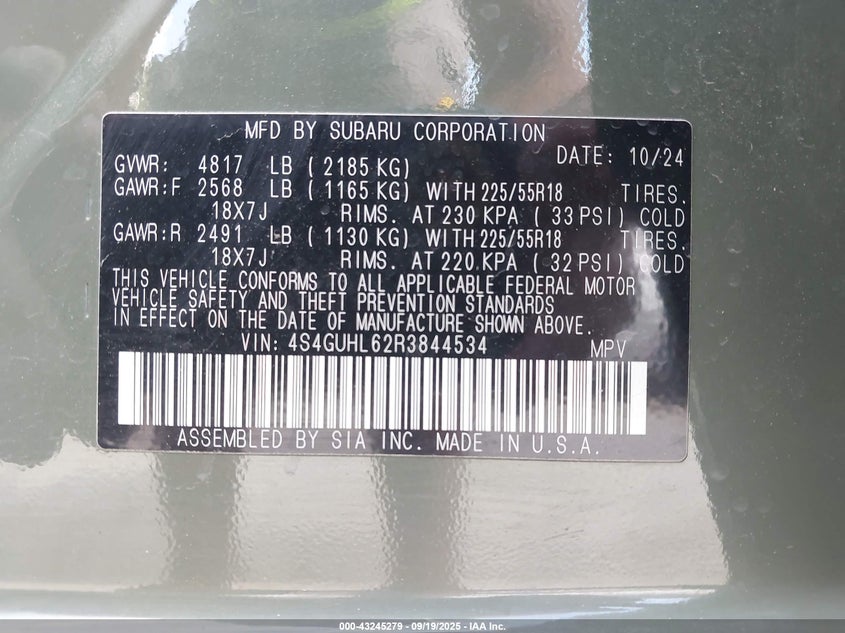 MFD BY SUBARU CORPORATION
DATE: 10/24
GVWR: 4817 LB ( 2185 KG)
GAWR:F 2568 LB ( 1165 KG) WITH 225/55R18 TIRES.
18X7J RIMS. AT 230 KPA ( 33 PSI) COLD
GAWR:R 2491 LB ( 1130 KG) WITH 225/55R18 TIRES.
18X7J RIMS. AT 220 KPA ( 32 PSI) COLD
THIS VEHICLE CONFORMS TO ALL APPLICABLE FEDERAL MOTOR
VEHICLE SAFETY AND THEFT PREVENTION STANDARDS
IN EFFECT ON THE DATE OF MANUFACTURE SHOWN ABOVE.
VIN: 4S4GUHL62R3844534 MPV
ASSEMBLED BY SIA INC. MADE IN U.S.A.
000-43245279 - 09/19/2025 - IAA Inc.